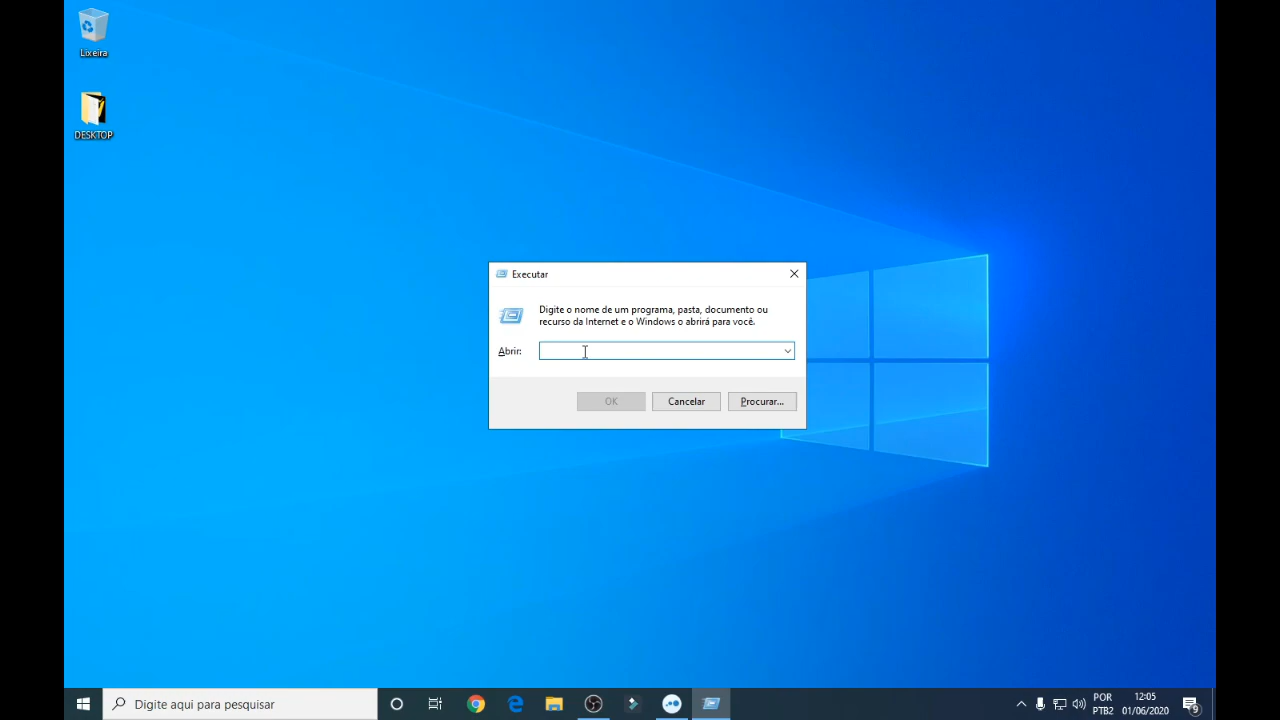 Lixeira
DESKTOP
Executar
Digite o nome de um programa, pasta, documento ou
recurso da Internet e o Windows o abrirá para você.
Abrir:
OK
Cancelar
Procurar...
Digite aqui para pesquisar
POR
PTB2
12:05
01/06/2020
9